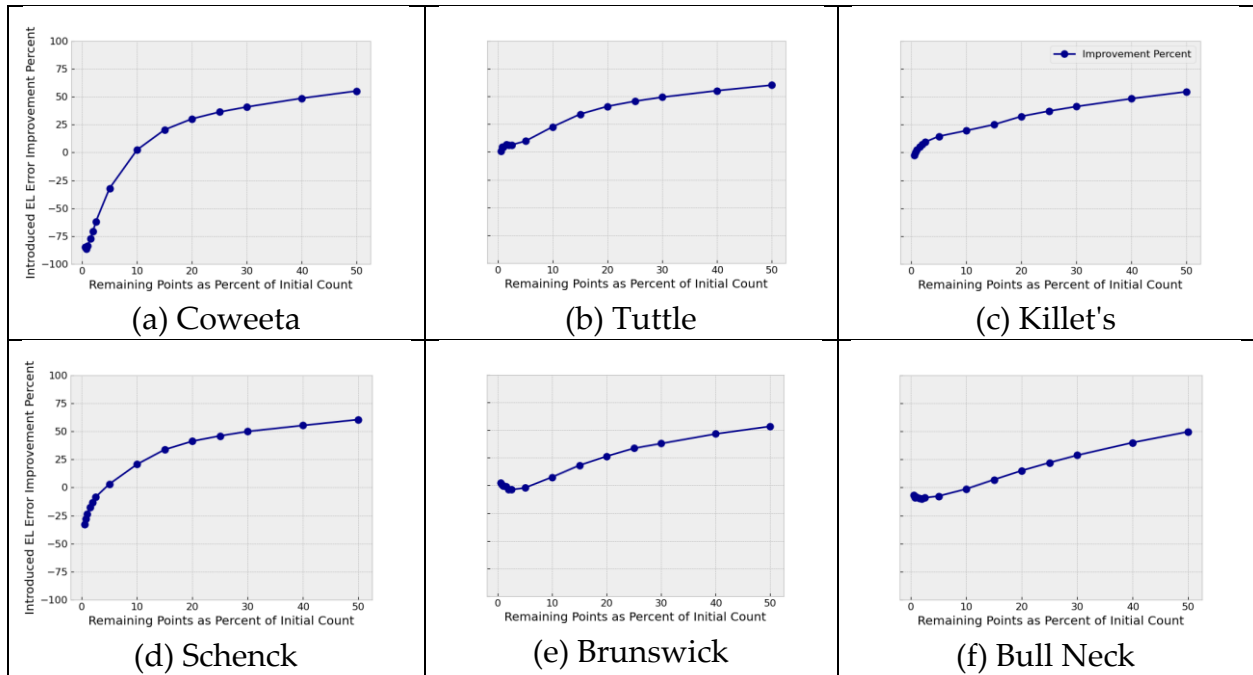 Introduced EL Error Improvement Percent
100
75
50
25
0
−25
−50
−75
−100
0 10 20 30 40 50
Remaining Points as Percent of Initial Count
(a) Coweeta
0 10 20 30 40 50
Remaining Points as Percent of Initial Count
(b) Tuttle
Improvement Percent
0 10 20 30 40 50
Remaining Points as Percent of Initial Count
(c) Killet's
Introduced EL Error Improvement Percent
100
75
50
25
0
−25
−50
−75
−100
0 10 20 30 40 50
Remaining Points as Percent of Initial Count
(d) Schenck
0 10 20 30 40 50
Remaining Points as Percent of Initial Count
(e) Brunswick
0 10 20 30 40 50
Remaining Points as Percent of Initial Count
(f) Bull Neck